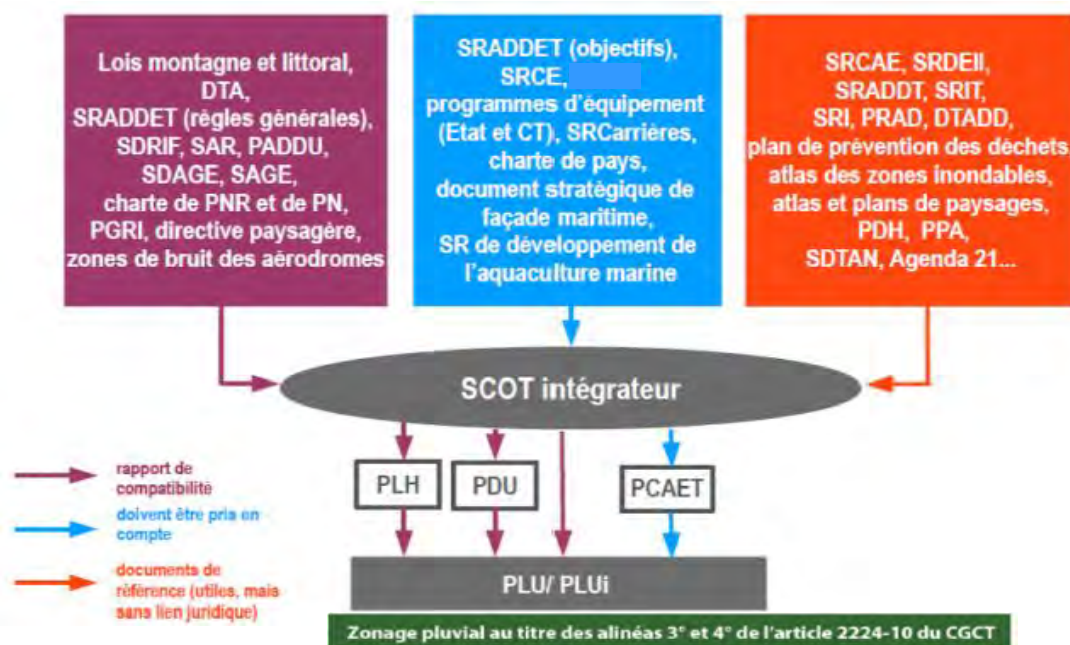 Lois montagne et littoral,
DTA,
SRADDET (règles générales),
SDRIF, SAR, PADDU,
SDAGE, SAGE,
charte de PNR et de PN,
PGRI, directive paysagère,
zones de bruit des aérodromes
SRADDET (objectifs),
SRCE,
programmes d'équipement
(Etat et CT), SRCarrières,
charte de pays,
document stratégique de
façade maritime,
SR de développement de
l'aquaculture marine
SRCAE, SRDEII,
SRADDT, SRIT,
SRI, PRAD, DTADD,
plan de prévention des déchets
atlas des zones inondables,
atlas et plans de paysages,
PDH, PPA,
SDTAN, Agenda 21...
SCOT intégrateur
PLH
PDU
PCAET
rapport de
compatibilité
doivent être pris en
compte
documents de
référence (utiles, mais
sans lien juridique)
PLU/ PLUi
Zonage pluvial au titre des alinéas 3° et 4° de l'article 2224-10 du CGCT